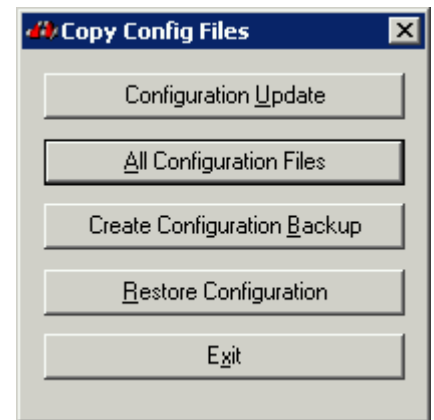 Copy Config Files
Configuration Update
All Configuration Files
Create Configuration Backup
Restore Configuration
Exit